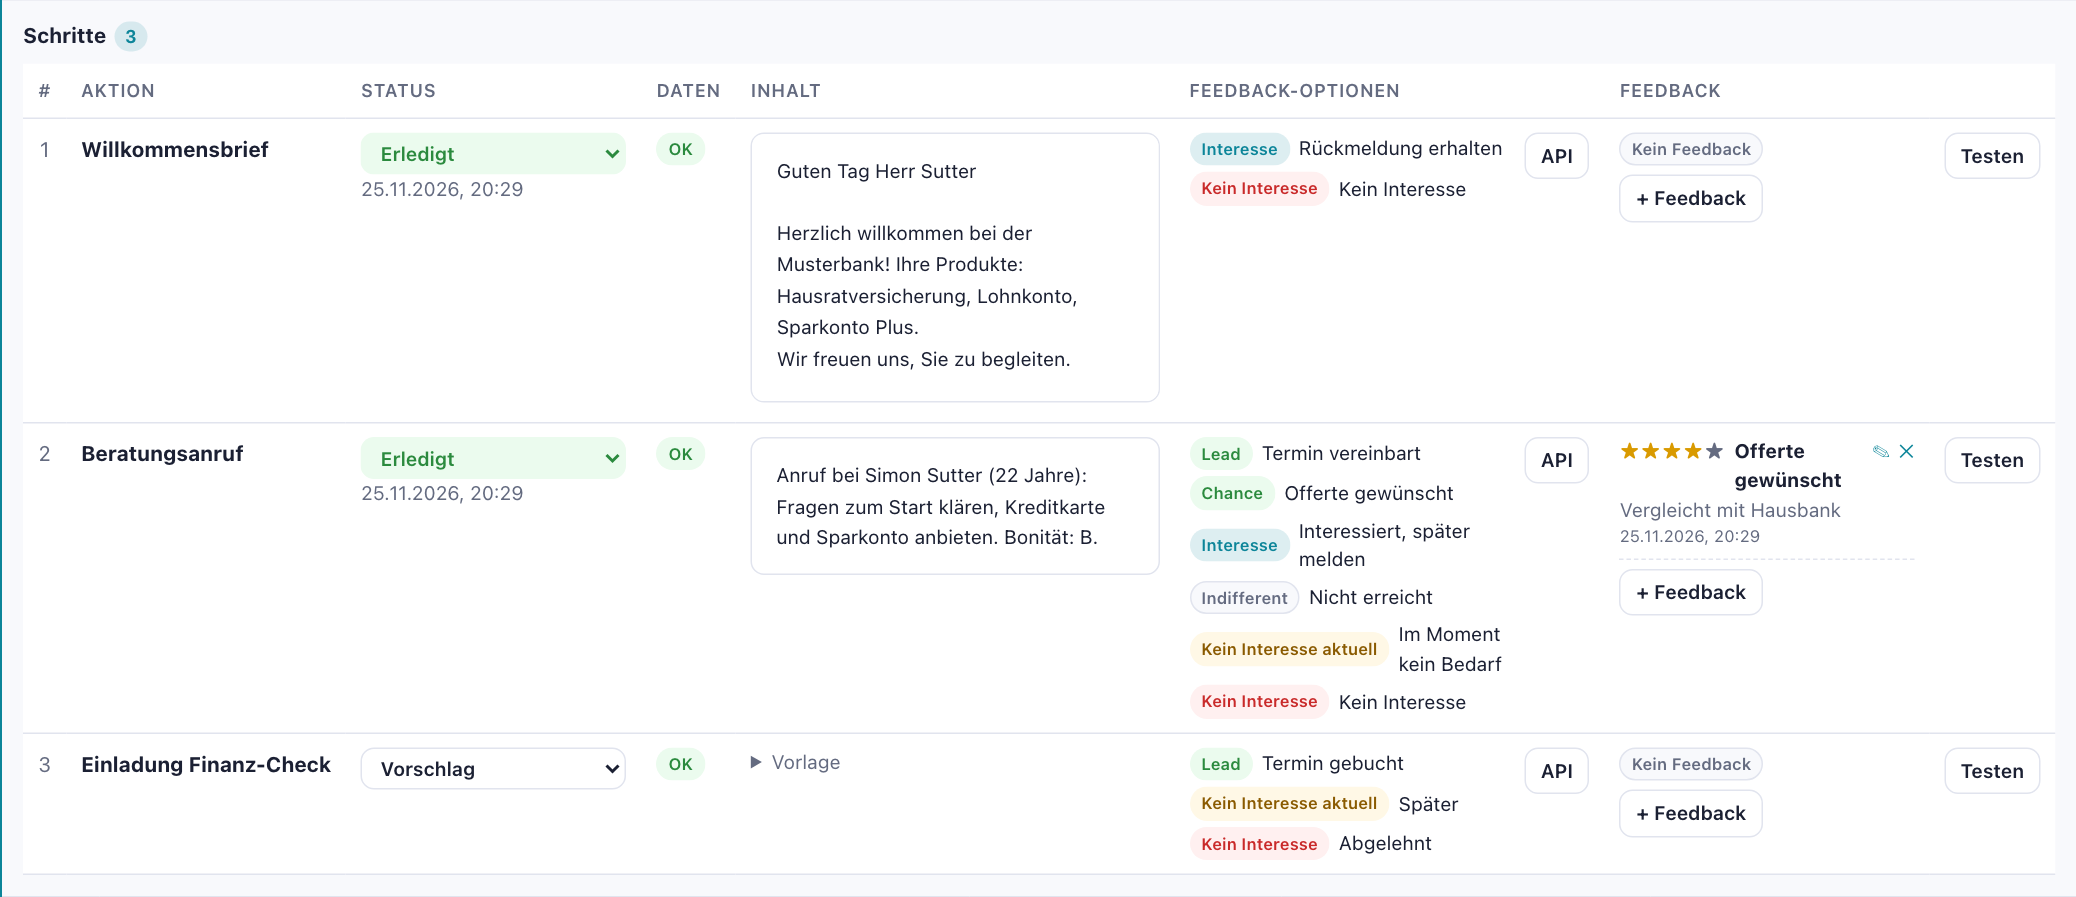 Schritte 3
# AKTION STATUS DATEN INHALT FEEDBACK-OPTIONEN FEEDBACK
1 Willkommensbrief
Erledigt
25.11.2026, 20:29
OK
Guten Tag Herr Sutter
Herzlich willkommen bei der
Musterbank! Ihre Produkte:
Hausratversicherung, Lohnkonto,
Sparkonto Plus.
Wir freuen uns, Sie zu begleiten.
Interesse Rückmeldung erhalten
Kein Interesse Kein Interesse
API
Kein Feedback
+ Feedback
Testen
2 Beratungsanruf
Erledigt
25.11.2026, 20:29
OK
Anruf bei Simon Sutter (22 Jahre):
Fragen zum Start klären, Kreditkarte
und Sparkonto anbieten. Bonität: B.
Lead Termin vereinbart
Chance Offerte gewünscht
Interesse Interessiert, später
melden
Indifferent Nicht erreicht
Kein Interesse aktuell Im Moment
kein Bedarf
Kein Interesse Kein Interesse
API
★★★★★ Offerte
gewünscht
Vergleich mit Hausbank
25.11.2026, 20:29
+ Feedback
Testen
3 Einladung Finanz-Check
Vorschlag
OK
▶ Vorlage
Lead Termin gebucht
Kein Interesse aktuell Später
Kein Interesse Abgelehnt
API
Kein Feedback
+ Feedback
Testen